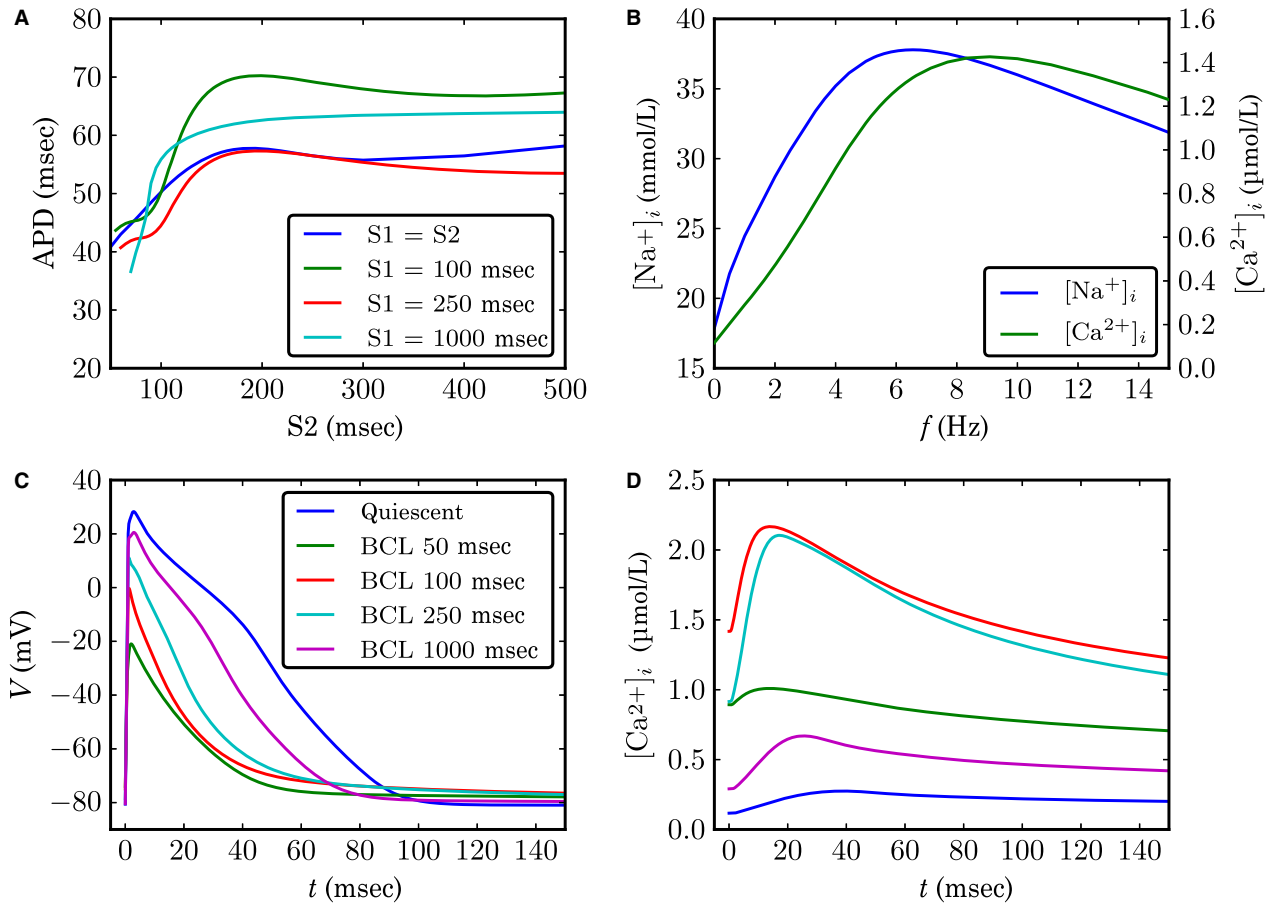 A
80
70
60
50
40
30
20
APD (msec)
100 200 300 400 500
S2 (msec)
S1 = S2
S1 = 100 msec
S1 = 250 msec
S1 = 1000 msec
B
40
35
30
25
20
15
[Na+]i (mmol/L)
1.6
1.4
1.2
1.0
0.8
0.6
0.4
0.2
0.0
[Ca2+]i (µmol/L)
0 2 4 6 8 10 12 14
f (Hz)
[Na+]i
[Ca2+]i
C
40
20
0
−20
−40
−60
−80
V (mV)
0 20 40 60 80 100 120 140
t (msec)
Quiescent
BCL 50 msec
BCL 100 msec
BCL 250 msec
BCL 1000 msec
D
2.5
2.0
1.5
1.0
0.5
0.0
[Ca2+]i (µmol/L)
0 20 40 60 80 100 120 140
t (msec)